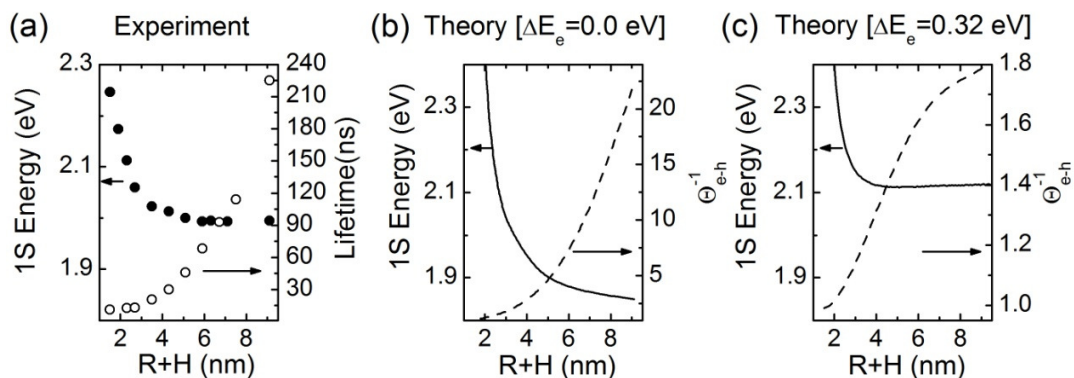 (a) Experiment
2.3
2.1
1.9
1S Energy (eV)
240
210
180
150
120
90
60
30
Lifetime(ns)
2 4 6 8
R+H (nm)
(b) Theory [ΔEₑ=0.0 eV]
2.3
2.1
1.9
1S Energy (eV)
20
15
10
5
Θ⁻¹e-h
2 4 6 8
R+H (nm)
(c) Theory [ΔEₑ=0.32 eV]
2.3
2.1
1.9
1S Energy (eV)
1.8
1.6
1.4
1.2
1.0
Θ⁻¹e-h
2 4 6 8
R+H (nm)